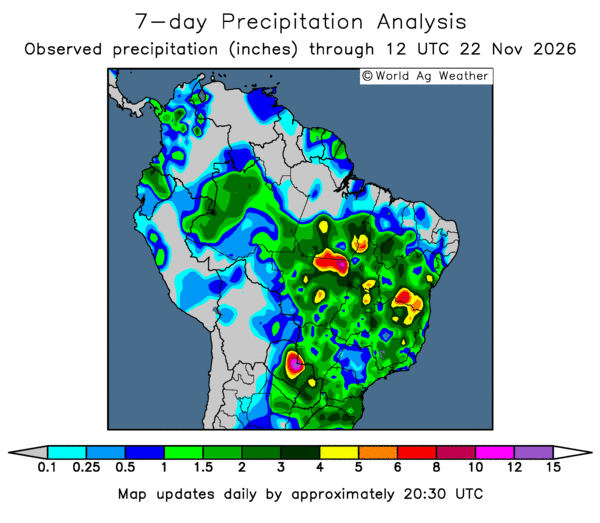 7-day Precipitation Analysis
Observed precipitation (inches) through 12 UTC 22 Nov 2026
© World Ag Weather
0.1 0.25 0.5 1 1.5 2 3 4 5 6 8 10 12 15
Map updates daily by approximately 20:30 UTC